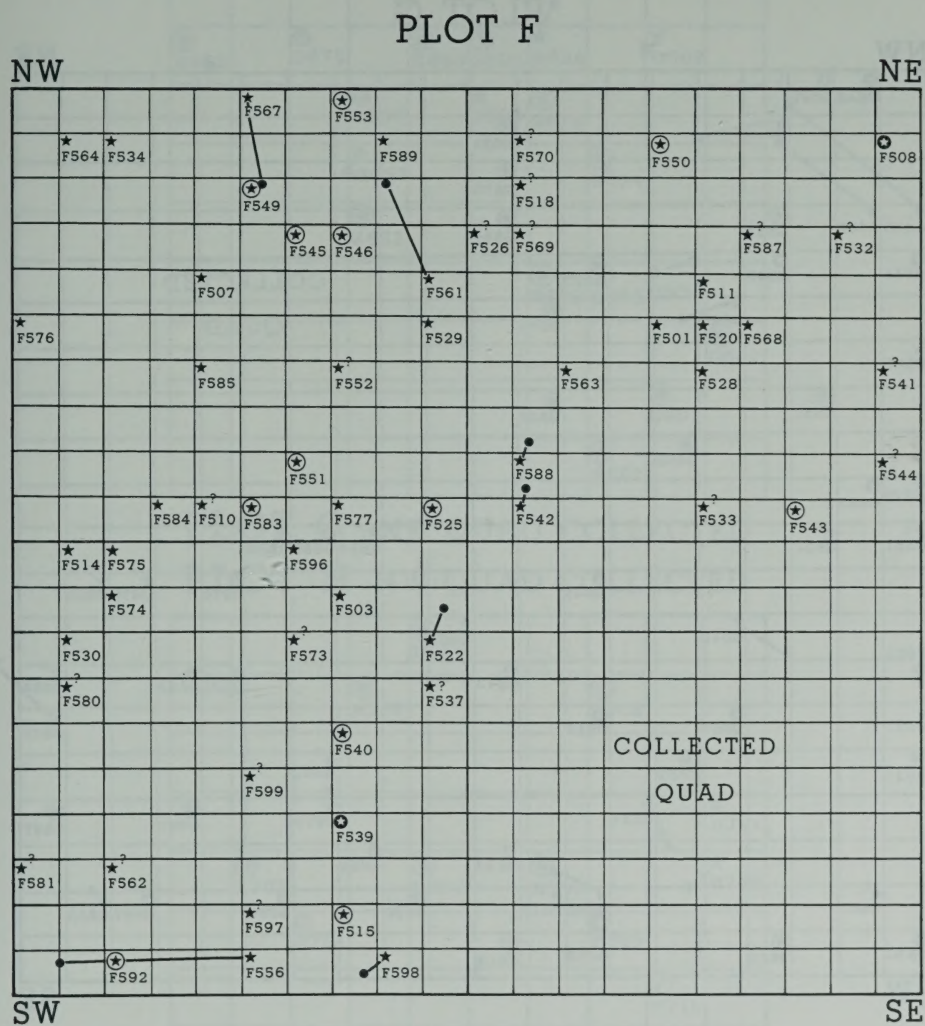 PLOT F
NW NE
F567 F553
F564 F534 F589 F570 ? F550 F508
F549 F518 ?
F545 F546 F526 ? F569 ? F587 ? F532 ?
F507 F561 F511
F576 F529 F501 F520 F568
F585 F552 ? F563 F528 F541 ?
F551 F588 F544 ?
F584 F510 ? F583 F577 F525 F542 F533 ? F543
F514 F575 F596
F574 F503
F530 F573 ? F522
F580 ? F537 ?
F540 COLLECTED
F599 ? QUAD
F539
F581 ? F562 ?
F597 ? F515
F592 F556 F598
SW SE